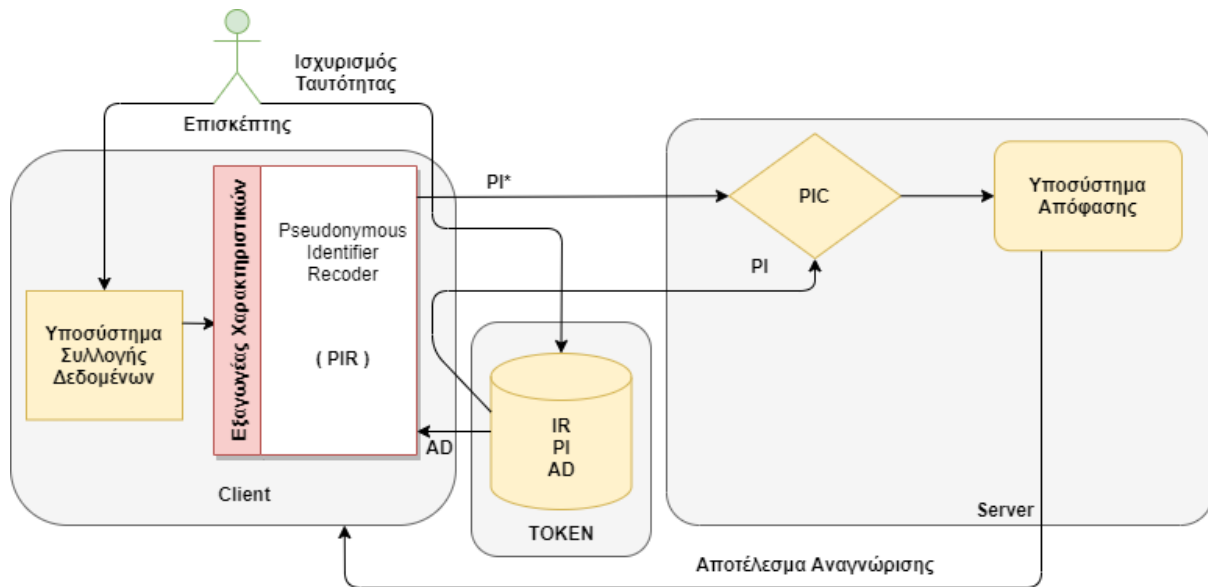 Ισχυρισμός
Ταυτότητας
Επισκέπτης
Υποσύστημα
Συλλογής
Δεδομένων
Εξαγωγέας Χαρακτηριστικών
Pseudonymous
Identifier
Recoder
( PIR )
Client
PI*
PI
AD
IR
PI
AD
TOKEN
PIC
Υποσύστημα
Απόφασης
Server
Αποτέλεσμα Αναγνώρισης